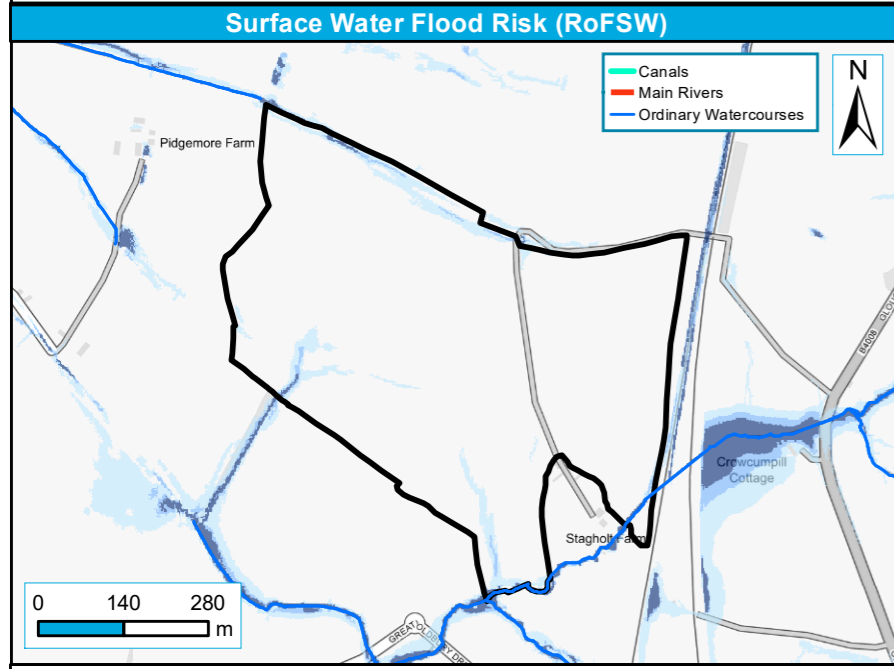 Surface Water Flood Risk (RoFSW)
Canals
Main Rivers
Ordinary Watercourses
N
Pidgemore Farm
B4008
Crowcumpill
Cottage
Stagholt Farm
0 140 280
m